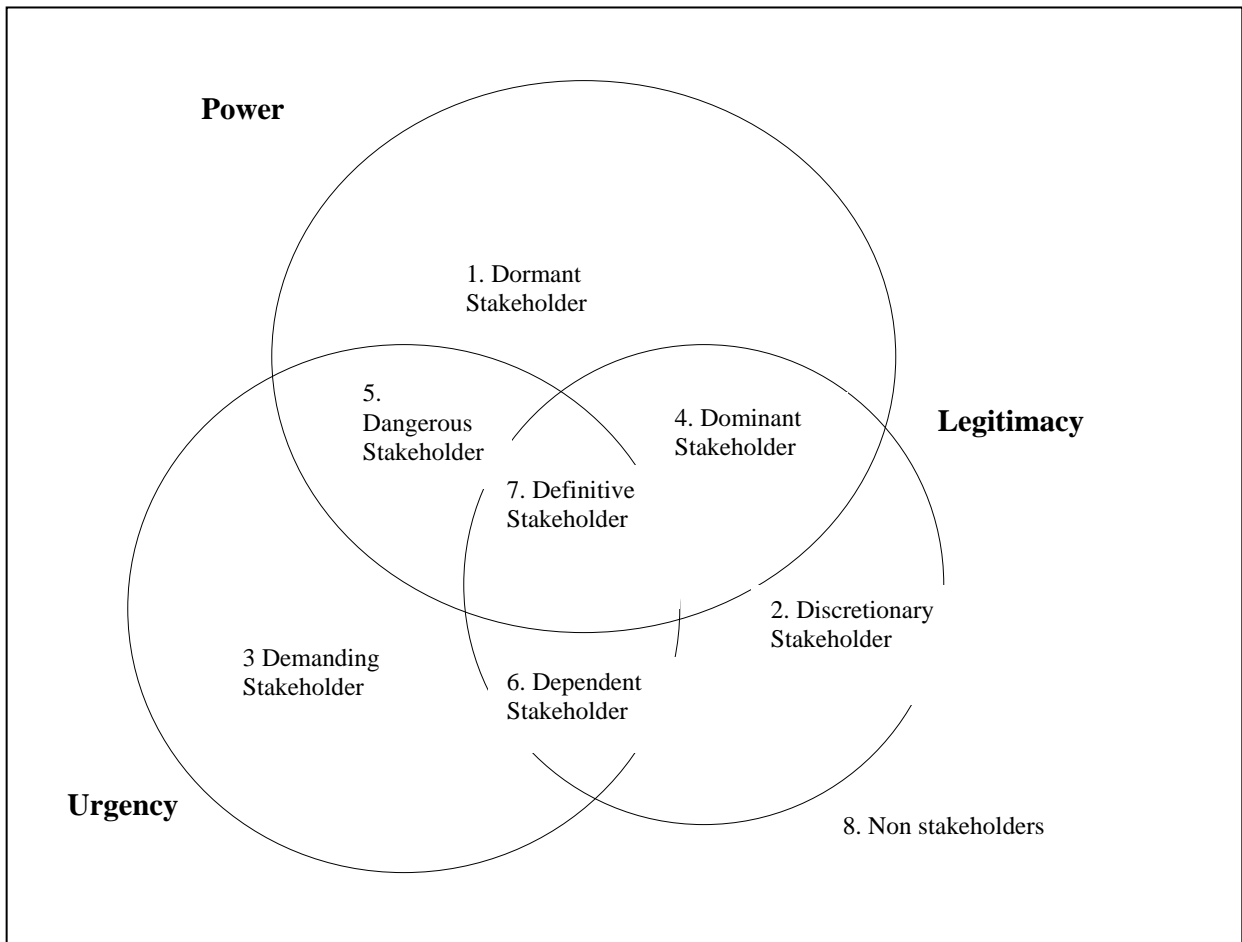 Power
1. Dormant
Stakeholder
5.
Dangerous
Stakeholder
4. Dominant
Stakeholder
Legitimacy
7. Definitive
Stakeholder
2. Discretionary
Stakeholder
3 Demanding
Stakeholder
6. Dependent
Stakeholder
Urgency
8. Non stakeholders